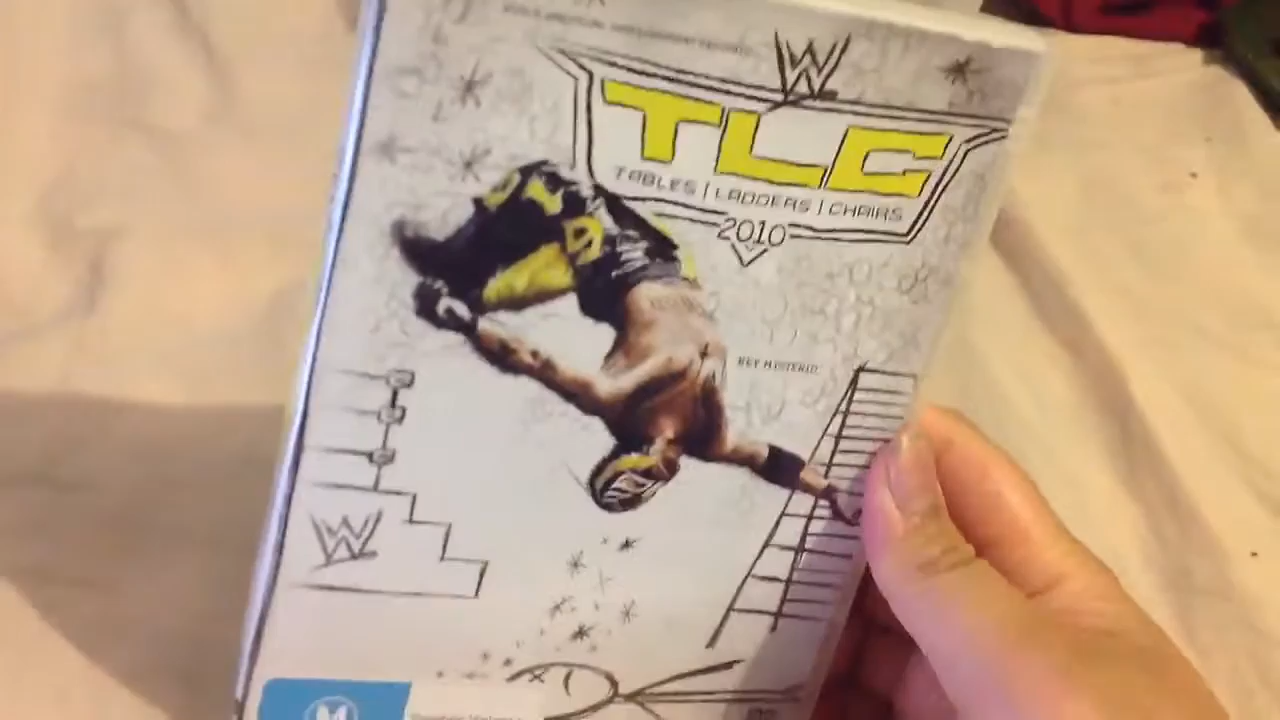 W
TLC
TABLES | LADDERS | CHAIRS
2010
REY MYSTERIO
W
M